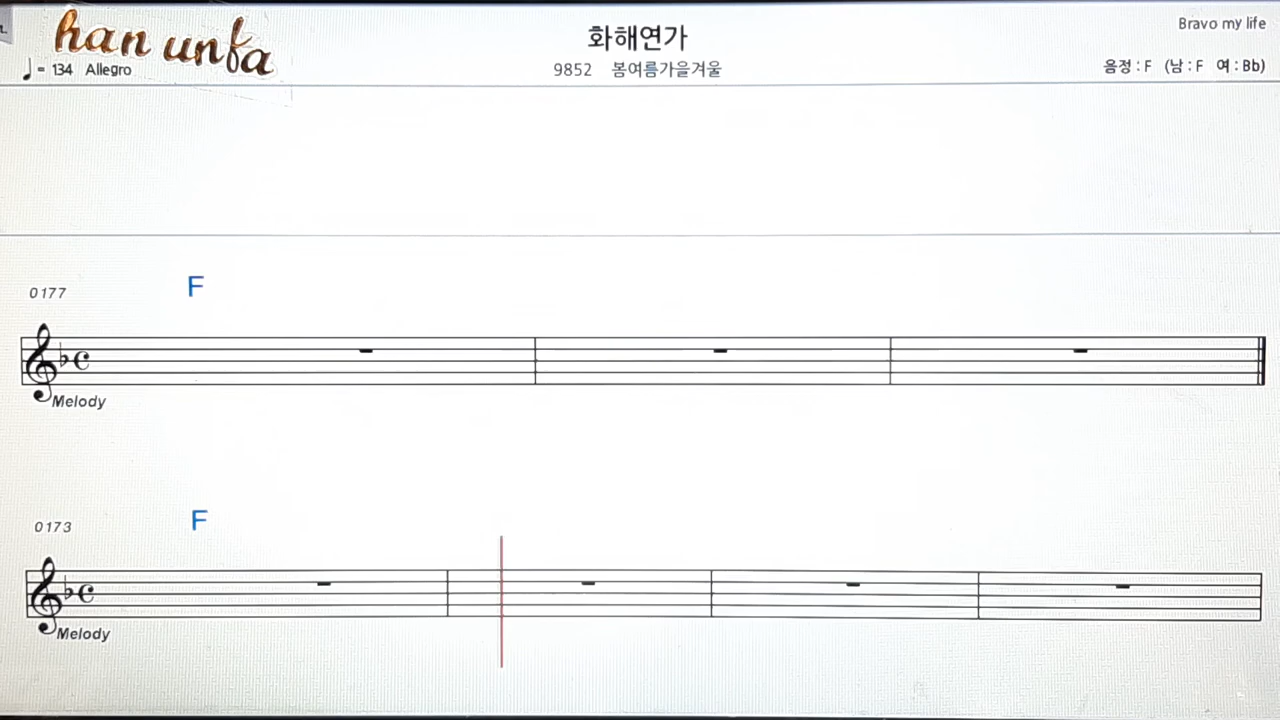 han unfa
화해연가
Bravo my life
♩ = 134 Allegro
9852 봄여름가을겨울
음정 : F (남 : F 여 : Bb)
0177 F
Melody
0173 F
Melody